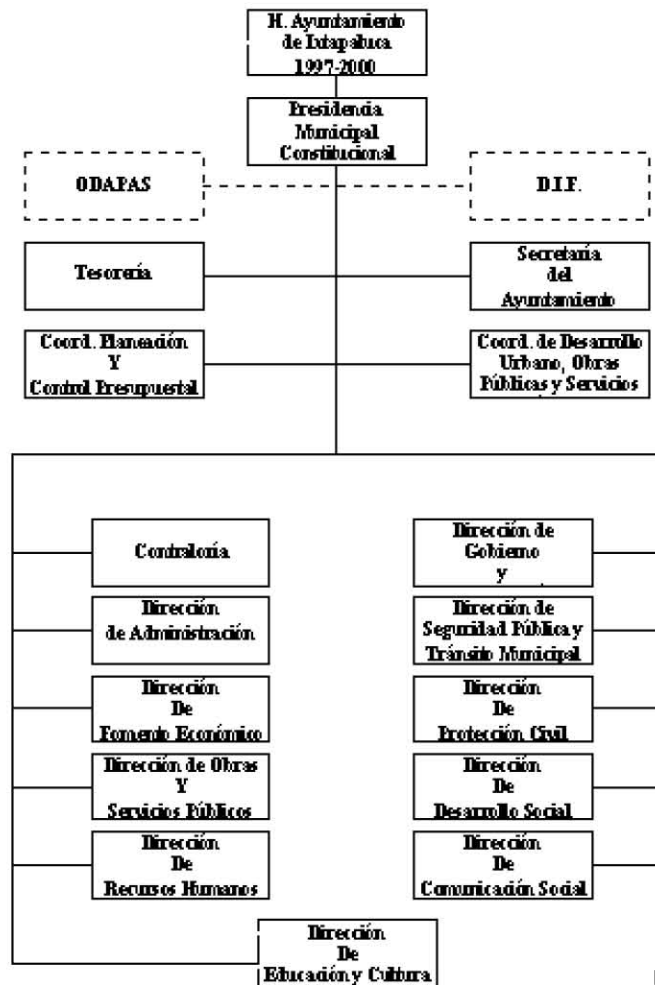 H. Ayuntamiento
de Ixtapaluca
1997-2000
Presidencia
Municipal
Constitucional
ODAPAS
D.I.F.
Tesorería
Secretaría
del
Ayuntamiento
Coord. Planeación
Y
Control Presupuestal
Coord. de Desarrollo
Urbano, Obras
Públicas y Servicios
Contraloría
Dirección de
Gobierno
y
Dirección
de Administración
Dirección de
Seguridad Pública y
Tránsito Municipal
Dirección
De
Fomento Económico
Dirección
De
Protección Civil
Dirección de Obras
Y
Servicios Públicos
Dirección
De
Desarrollo Social
Dirección
De
Recursos Humanos
Dirección
De
Comunicación Social
Dirección
De
Educación y Cultura